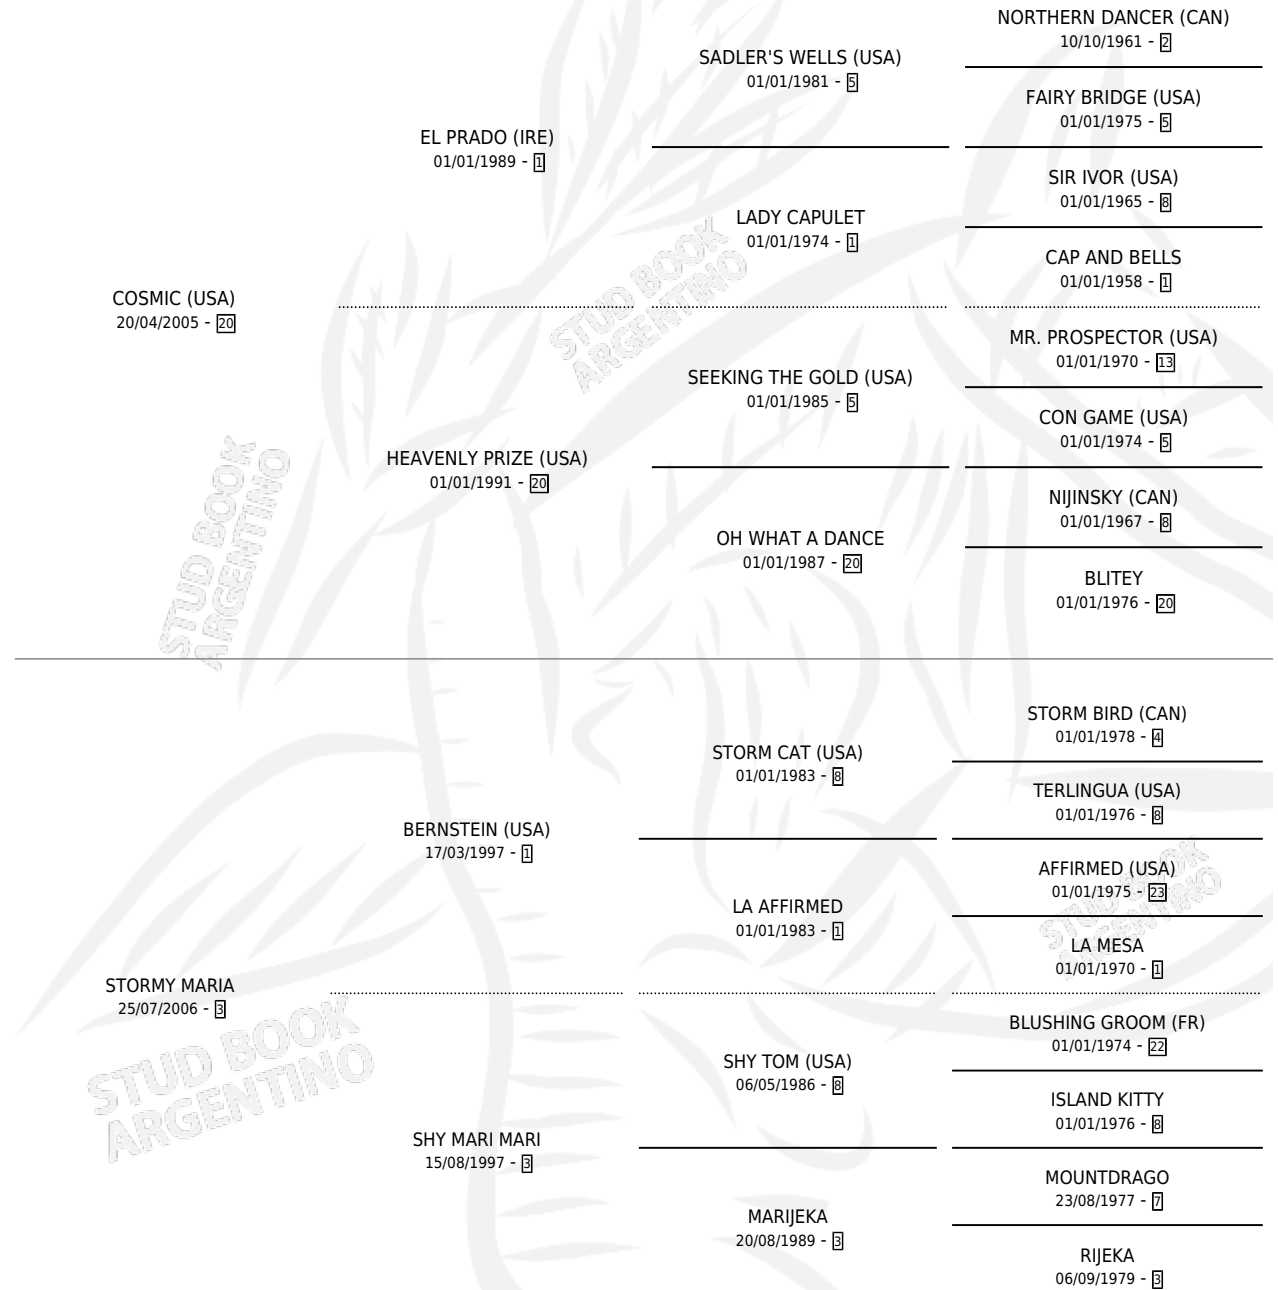 NORTHERN DANCER (CAN)
10/10/1961 - 2
SADLER'S WELLS (USA)
01/01/1981 - 5
FAIRY BRIDGE (USA)
01/01/1975 - 5
EL PRADO (IRE)
01/01/1989 - 1
SIR IVOR (USA)
01/01/1965 - 8
LADY CAPULET
01/01/1974 - 1
CAP AND BELLS
01/01/1958 - 1
COSMIC (USA)
20/04/2005 - 20
MR. PROSPECTOR (USA)
01/01/1970 - 13
SEEKING THE GOLD (USA)
01/01/1985 - 5
CON GAME (USA)
01/01/1974 - 5
HEAVENLY PRIZE (USA)
01/01/1991 - 20
NIJINSKY (CAN)
01/01/1967 - 8
OH WHAT A DANCE
01/01/1987 - 20
BLITEY
01/01/1976 - 20
STORM BIRD (CAN)
01/01/1978 - 4
STORM CAT (USA)
01/01/1983 - 8
TERLINGUA (USA)
01/01/1976 - 8
BERNSTEIN (USA)
17/03/1997 - 1
AFFIRMED (USA)
01/01/1975 - 23
LA AFFIRMED
01/01/1983 - 1
LA MESA
01/01/1970 - 1
STORMY MARIA
25/07/2006 - 3
BLUSHING GROOM (FR)
01/01/1974 - 22
SHY TOM (USA)
06/05/1986 - 8
ISLAND KITTY
01/01/1976 - 8
SHY MARI MARI
15/08/1997 - 3
MOUNTDRAGO
23/08/1977 - 7
MARIJEKA
20/08/1989 - 3
RIJEKA
06/09/1979 - 3
STUD BOOK
ARGENTINO
STUD BOOK
ARGENTINO
STUD BOOK
ARGENTINO
STUD BOOK
ARGENTINO